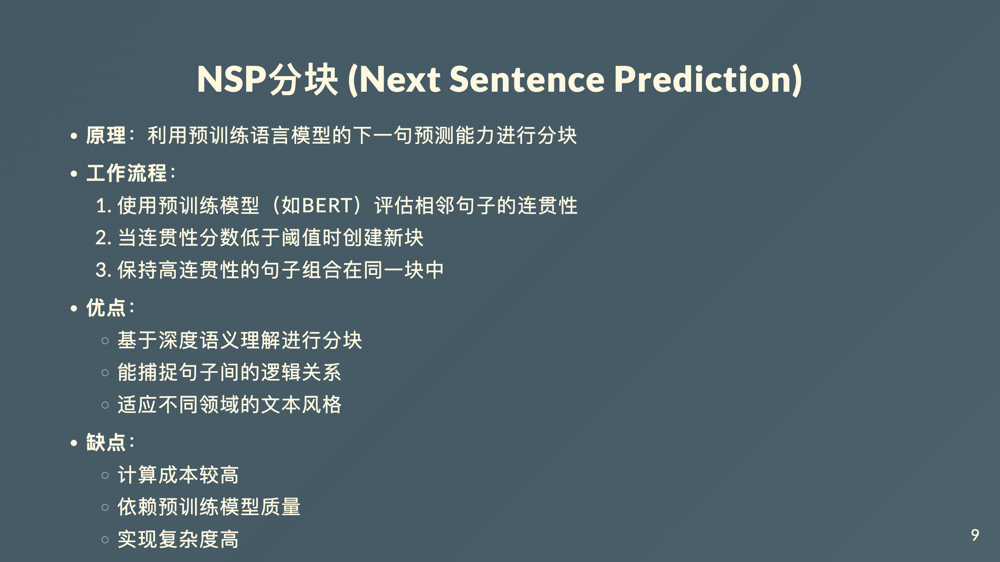 NSP分块 (Next Sentence Prediction)
• 原理：利用预训练语言模型的下一句预测能力进行分块
• 工作流程：
1. 使用预训练模型（如BERT）评估相邻句子的连贯性
2. 当连贯性分数低于阈值时创建新块
3. 保持高连贯性的句子组合在同一块中
• 优点：
○ 基于深度语义理解进行分块
○ 能捕捉句子间的逻辑关系
○ 适应不同领域的文本风格
• 缺点：
○ 计算成本较高
○ 依赖预训练模型质量
○ 实现复杂度高
9